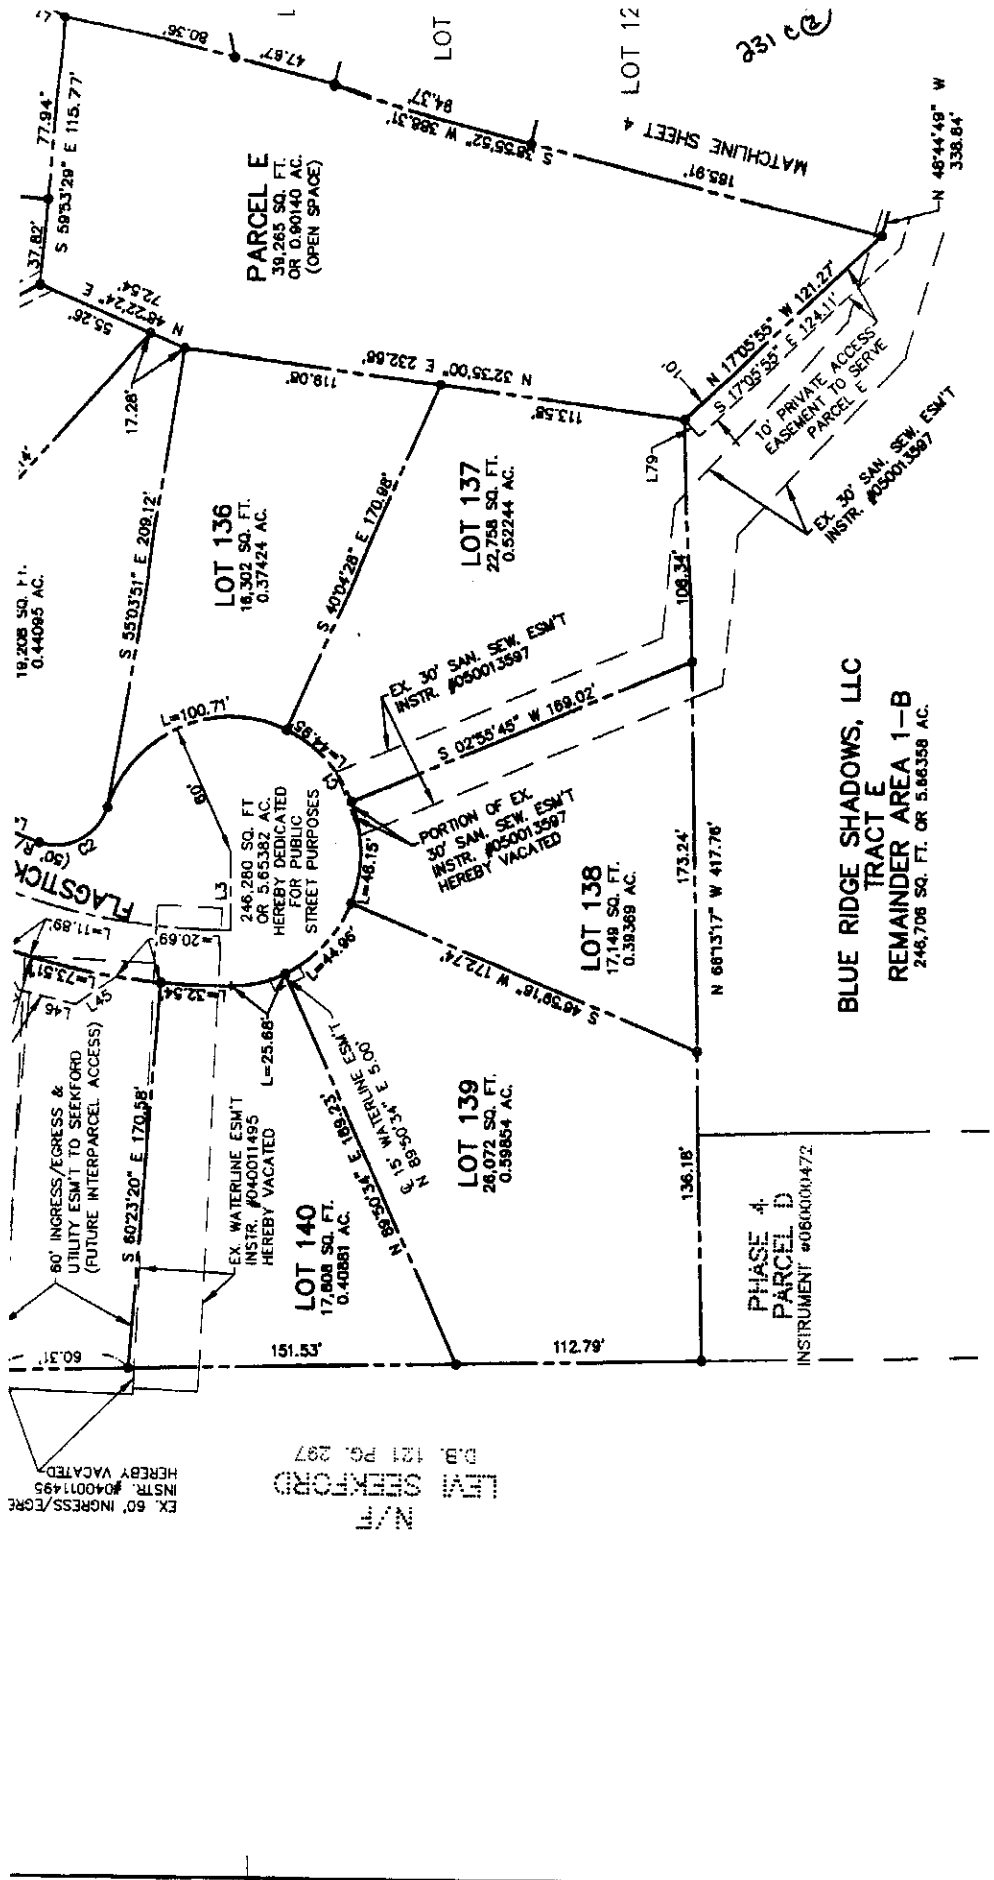 80.36'
47.67'
LOT
LOT 12
231 C (2)
77.94'
S 59°53'29" E 115.77'
37.82'
94.37'
S 38°55'52" W 388.31'
185.91'
MATCHLINE SHEET 4
PARCEL E
39,265 SQ. FT.
OR 0.90140 AC.
(OPEN SPACE)
N 48°44'49" W
338.84'
N 48°22'24" E
72.54'
55.26'
17.28'
N 32°35'00" E 232.66'
119.08'
113.58'
N 17°05'55" W 121.27'
S 17°05'55" E 124.11'
10'
10' PRIVATE ACCESS
EASEMENT TO SERVE
PARCEL E
L79
EX. 30' SAN. SEW. ESM'T
INSTR. #050013597
19,208 SQ. FT.
0.44095 AC.
S 55°03'51" E 209.12'
LOT 136
16,302 SQ. FT.
0.37424 AC.
S 40°04'28" E 170.98'
LOT 137
22,758 SQ. FT.
0.52244 AC.
106.34'
EX. 30' SAN. SEW. ESM'T
INSTR. #050013597
L=100.71'
L=44.95'
C1
S 02°55'45" W 169.02'
C2
(50' R
FLAGSTICK
60'
L3
246,280 SQ. FT
OR 5.65382 AC.
HEREBY DEDICATED
FOR PUBLIC
STREET PURPOSES
PORTION OF EX.
30' SAN. SEW. ESM'T
INSTR. #050013597
HEREBY VACATED
L=46.15'
LOT 138
17,149 SQ. FT.
0.39369 AC.
173.24'
N 66°13'17" W 417.76'
BLUE RIDGE SHADOWS, LLC
TRACT E
REMAINDER AREA 1-B
246,706 SQ. FT. OR 5.66358 AC.
L=11.89'
L=20.69'
L=73.51'
L46
L45
L=32.54'
L=44.96'
L=25.68'
S 46°59'18" W 172.74'
60' INGRESS/EGRESS &
UTILITY ESM'T TO SEEKFORD
(FUTURE INTERPARCEL ACCESS)
S 60°23'20" E 170.58'
EX. WATERLINE ESM'T
INSTR. #040011495
HEREBY VACATED
℄ 15' WATERLINE ESM'T
N 89°50'34" E 5.00'
N 89°50'34" E 189.23'
LOT 139
26,072 SQ. FT.
0.59854 AC.
136.18'
LOT 140
17,808 SQ. FT.
0.40881 AC.
PHASE 4
PARCEL D
INSTRUMENT #060000472
60.31'
151.53'
112.79'
EX. 60' INGRESS/EGRE
INSTR. #040011495
HEREBY VACATED
N/F
LEVI SEEKFORD
D.B. 121 PG. 297